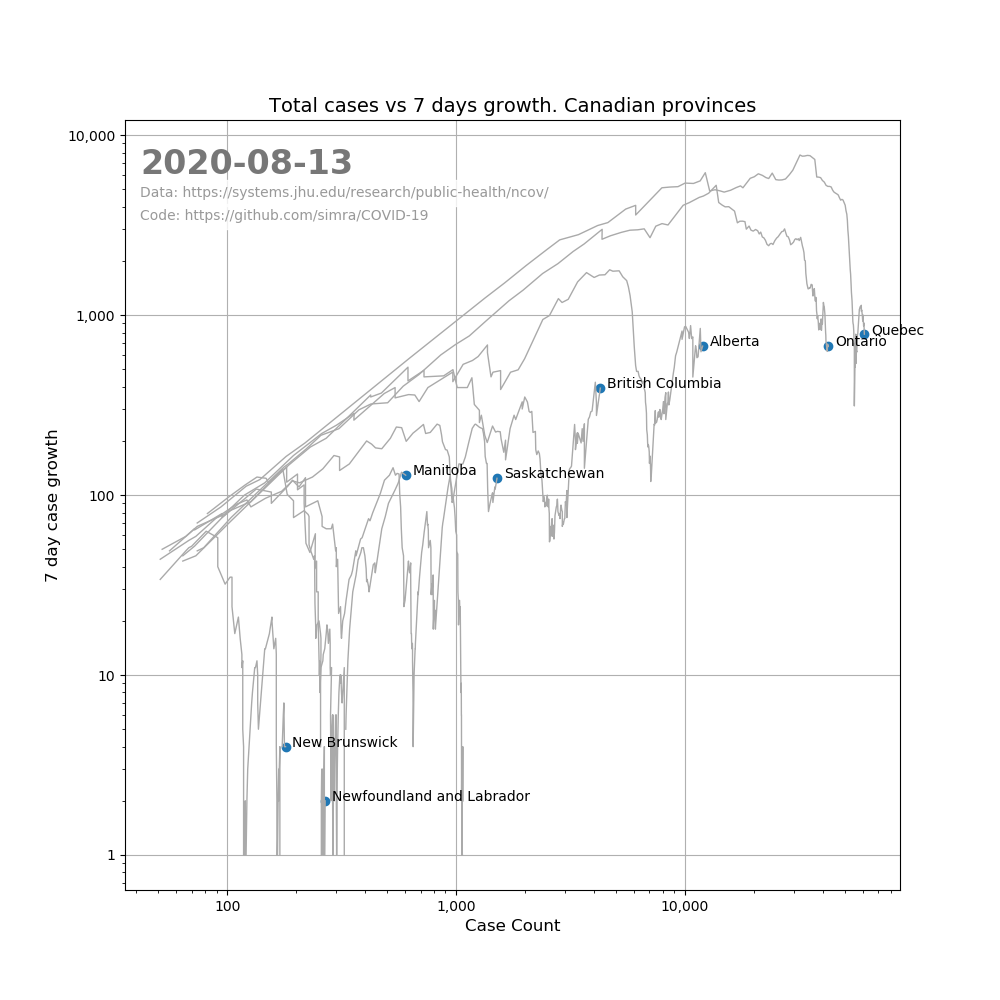 Total cases vs 7 days growth. Canadian provinces
10,000
2020-08-13
Data: https://systems.jhu.edu/research/public-health/ncov/
Code: https://github.com/simra/COVID-19
1,000
Quebec
Ontario
Alberta
British Columbia
Manitoba
Saskatchewan
100
7 day case growth
10
New Brunswick
Newfoundland and Labrador
1
100
1,000
10,000
Case Count